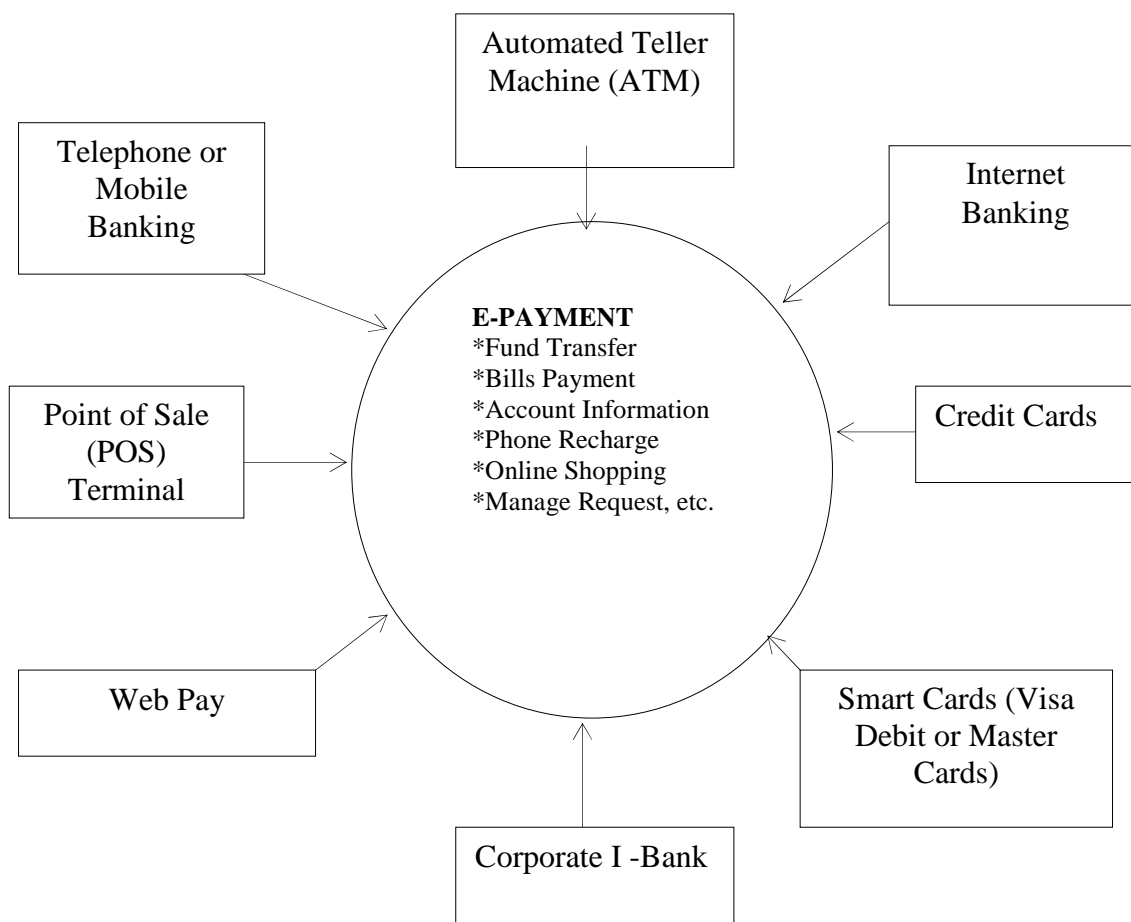 Automated Teller
Machine (ATM)
Telephone or
Mobile
Banking
Internet
Banking
E-PAYMENT
*Fund Transfer
*Bills Payment
*Account Information
*Phone Recharge
*Online Shopping
*Manage Request, etc.
Point of Sale
(POS)
Terminal
Credit Cards
Web Pay
Smart Cards (Visa
Debit or Master
Cards)
Corporate I -Bank